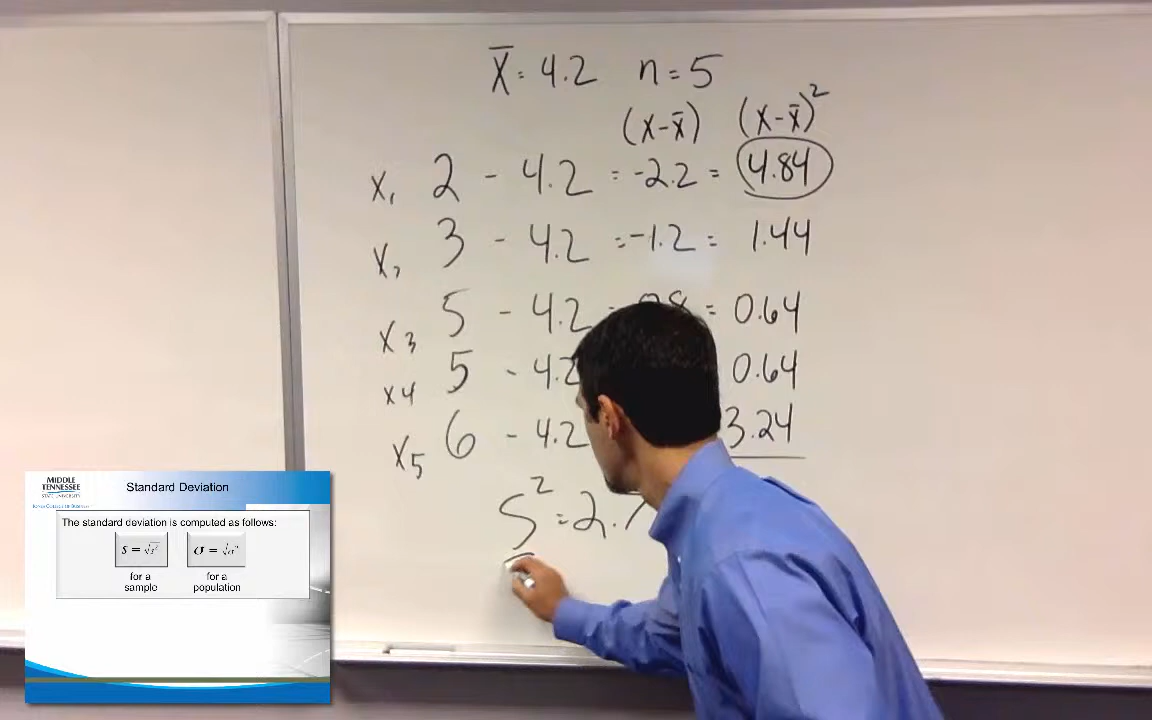 X̄ = 4.2 n = 5
(X-X̄) (X-X̄)²
X₁ 2 - 4.2 = -2.2 = 4.84
X₂ 3 - 4.2 = -1.2 = 1.44
X₃ 5 - 4.2 = = 0.64
X4 5 - 4.2 0.64
X₅ 6 - 4.2 3.24
S² = 2.7
MIDDLE
TENNESSEE
STATE UNIVERSITY
Standard Deviation
The standard deviation is computed as follows:
s = √s² σ = √σ²
for a for a
sample population